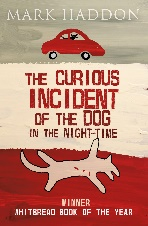 MARK HADDON
THE CURIOUS
INCIDENT
OF THE DOG
IN THE NIGHT-TIME
WINNER
WHITBREAD BOOK OF THE YEAR